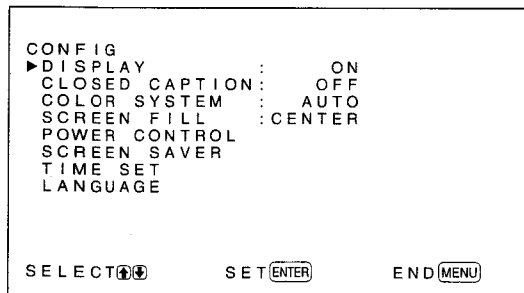 CONFIG
►DISPLAY : ON
CLOSED CAPTION: OFF
COLOR SYSTEM : AUTO
SCREEN FILL :CENTER
POWER CONTROL
SCREEN SAVER
TIME SET
LANGUAGE
SELECT⬆⬇ SET ENTER END MENU